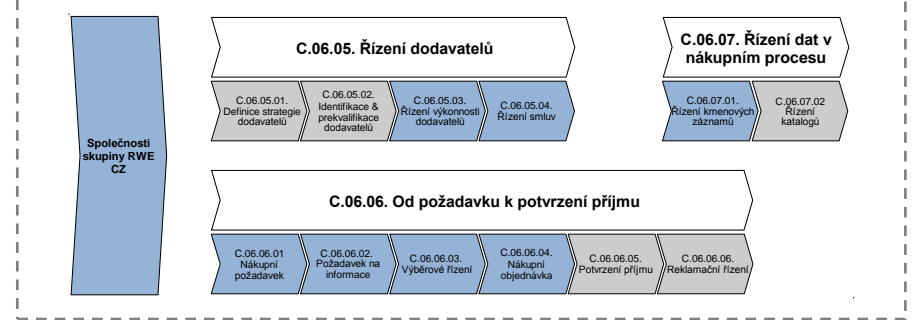 Společnosti
skupiny RWE
CZ
C.06.05. Řízení dodavatelů
C.06.05.01.
Definice strategie
dodavatelů
C.06.05.02.
Identifikace &
prekvalifikace
dodavatelů
C.06.05.03.
Řízení výkonnosti
dodavatelů
C.06.05.04.
Řízení smluv
C.06.07. Řízení dat v
nákupním procesu
C.06.07.01.
Řízení kmenových
záznamů
C.06.07.02
Řízení
katalogů
C.06.06. Od požadavku k potvrzení příjmu
C.06.06.01
Nákupní
požadavek
C.06.06.02.
Požadavek na
informace
C.06.06.03.
Výběrové řízení
C.06.06.04.
Nákupní
objednávka
C.06.06.05.
Potvrzení příjmu
C.06.06.06.
Reklamační řízení